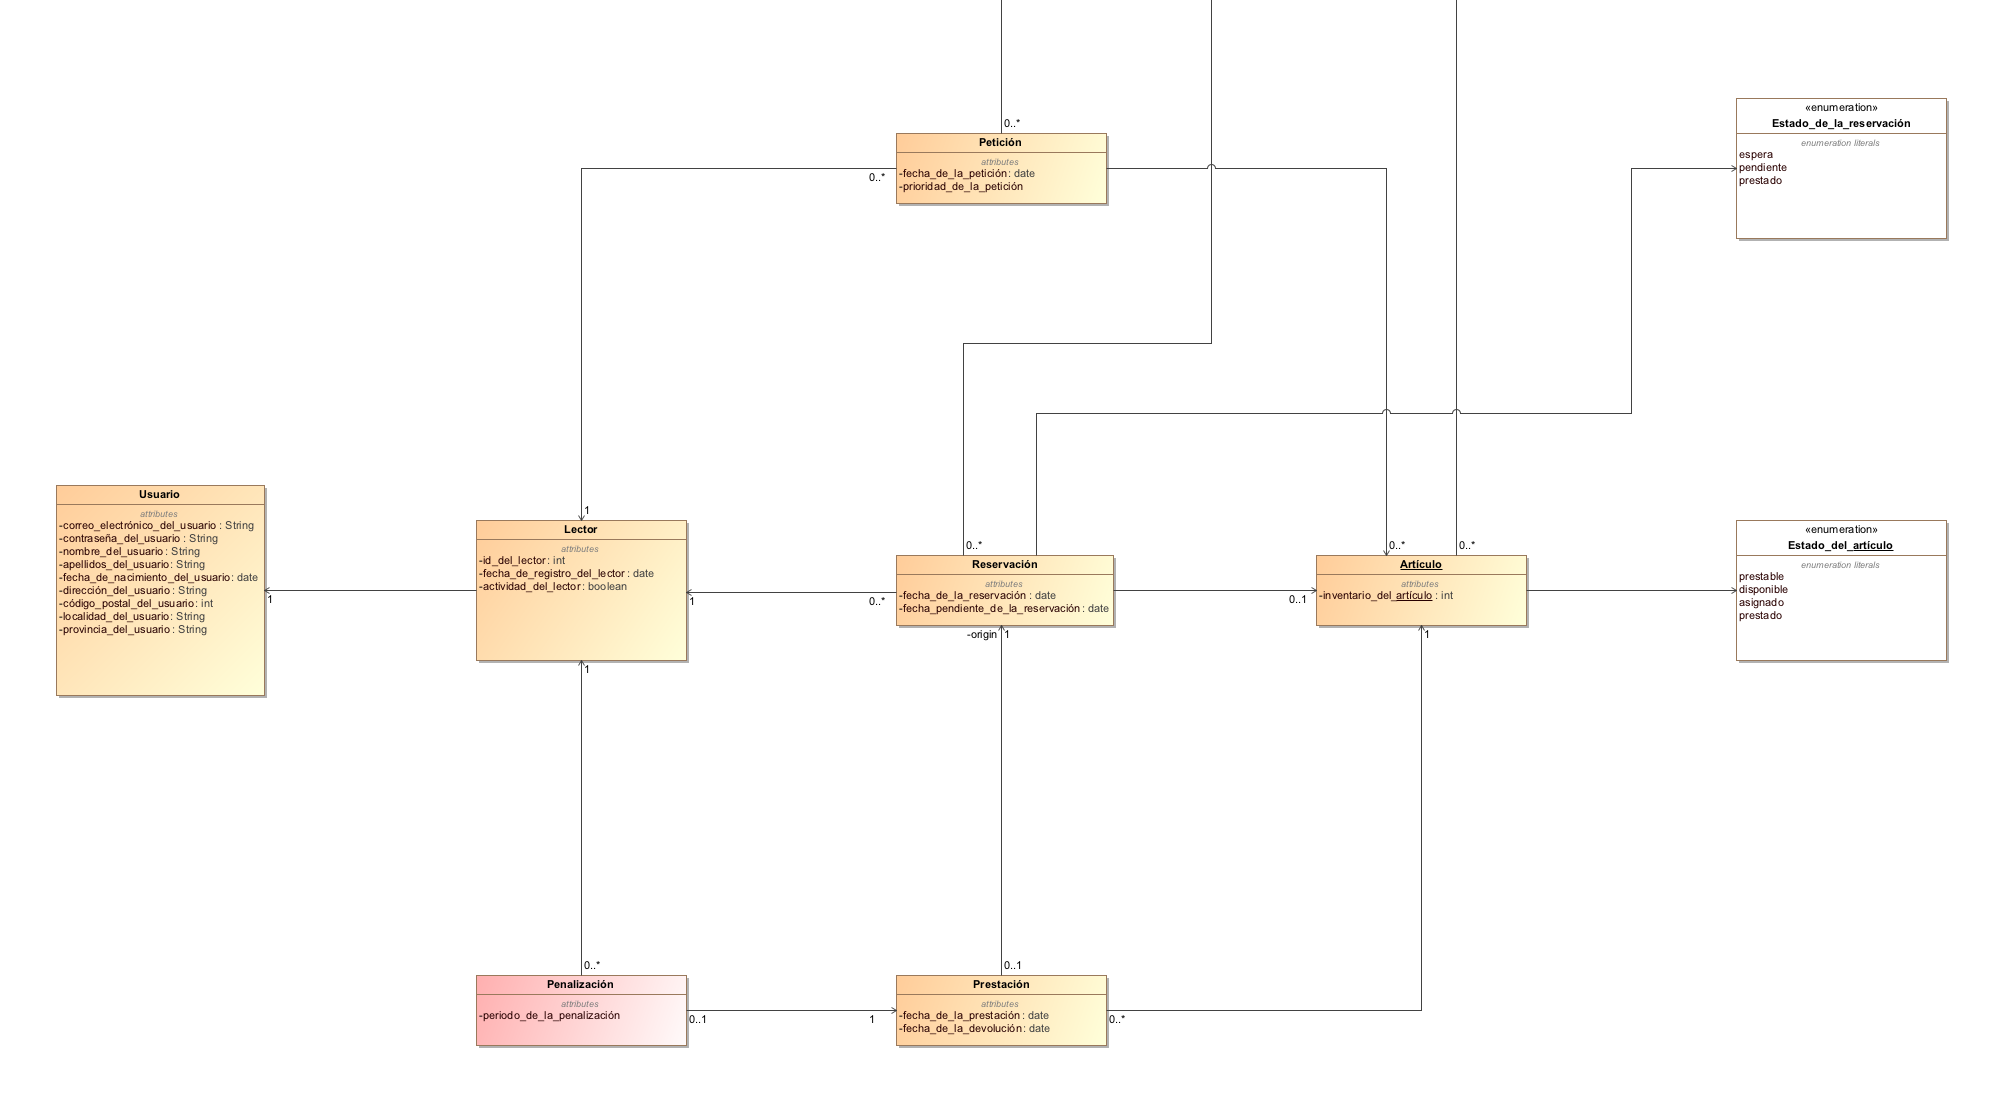 «enumeration»
Estado_de_la_reservación
enumeration literals
espera
pendiente
prestado
0..*
Petición
attributes
-fecha_de_la_petición : date
-prioridad_de_la_petición
0..*
Usuario
attributes
-correo_electrónico_del_usuario : String
-contraseña_del_usuario : String
-nombre_del_usuario : String
-apellidos_del_usuario : String
-fecha_de_nacimiento_del_usuario : date
-dirección_del_usuario : String
-código_postal_del_usuario : int
-localidad_del_usuario : String
-provincia_del_usuario : String
1
1
Lector
attributes
-id_del_lector : int
-fecha_de_registro_del_lector : date
-actividad_del_lector : boolean
1
1
0..*
0..*
Reservación
attributes
-fecha_de_la_reservación : date
-fecha_pendiente_de_la_reservación : date
-origin
1
0..1
0..*
0..*
Artículo
attributes
-inventario_del_artículo : int
1
«enumeration»
Estado_del_artículo
enumeration literals
prestable
disponible
asignado
prestado
0..*
Penalización
attributes
-periodo_de_la_penalización
0..1
1
0..1
Prestación
attributes
-fecha_de_la_prestación : date
-fecha_de_la_devolución : date
0..*